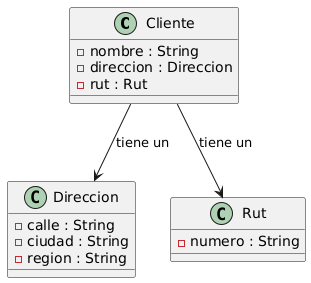 C Cliente
nombre : String
direccion : Direccion
rut : Rut
tiene un
tiene un
C Direccion
calle : String
ciudad : String
region : String
C Rut
numero : String